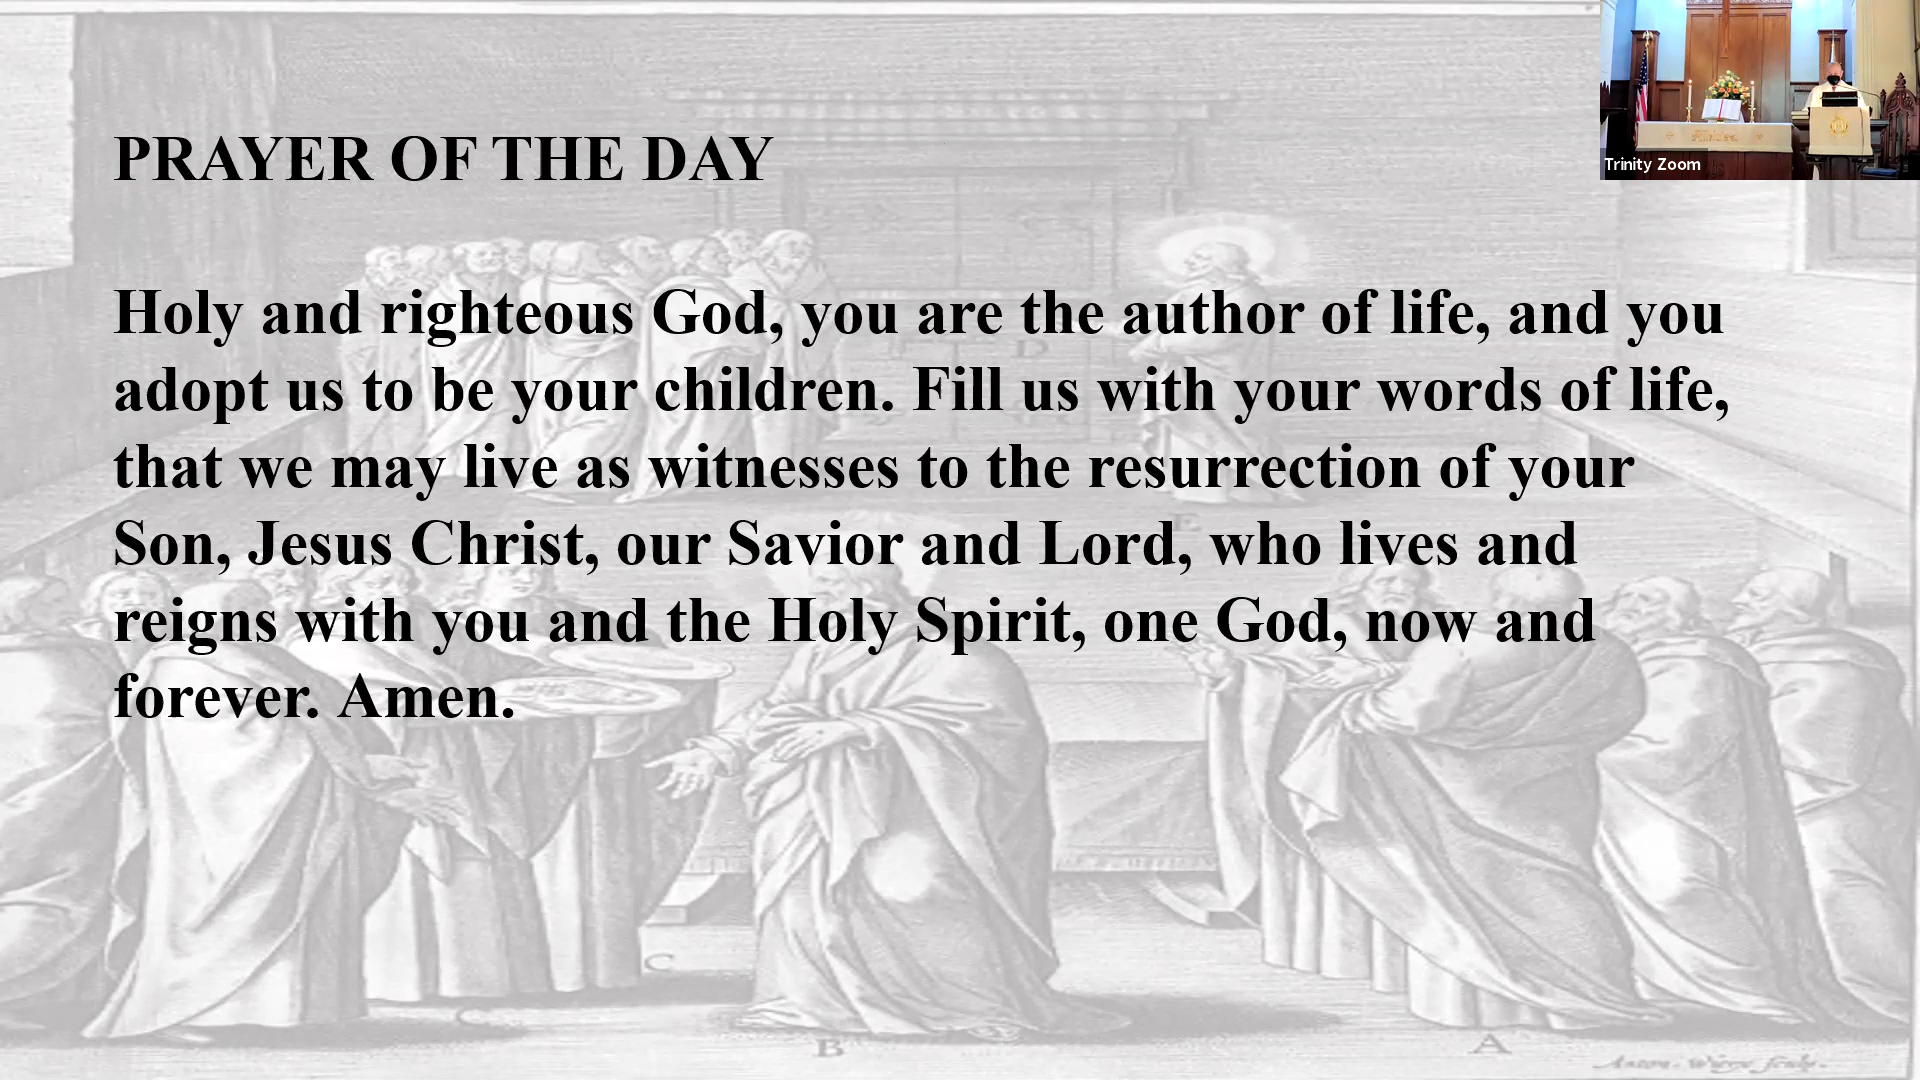 PRAYER OF THE DAY
Trinity Zoom
Holy and righteous God, you are the author of life, and you
adopt us to be your children. Fill us with your words of life,
that we may live as witnesses to the resurrection of your
Son, Jesus Christ, our Savior and Lord, who lives and
reigns with you and the Holy Spirit, one God, now and
forever. Amen.
D
C
B
A